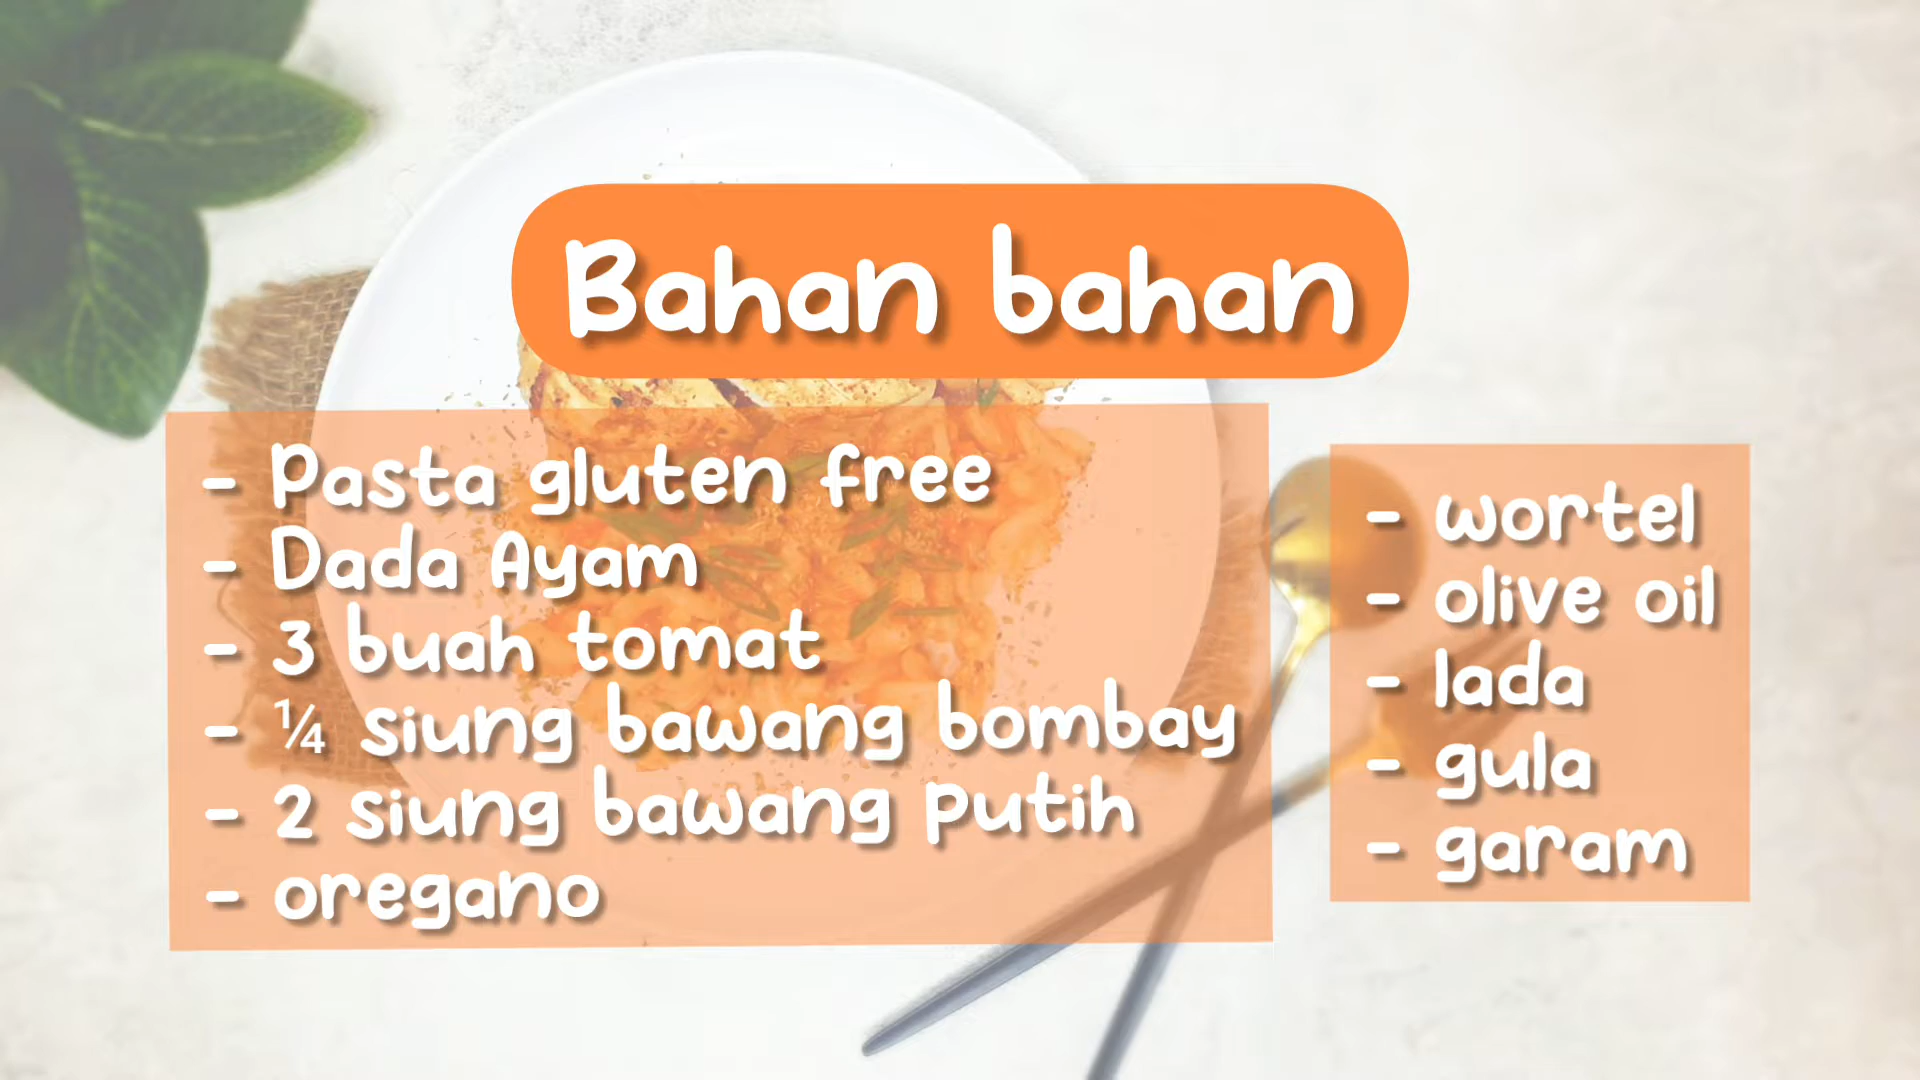 Bahan bahan
- Pasta gluten free
- Dada Ayam
- 3 buah tomat
- ¼ siung bawang bombay
- 2 siung bawang putih
- oregano
- wortel
- olive oil
- lada
- gula
- garam